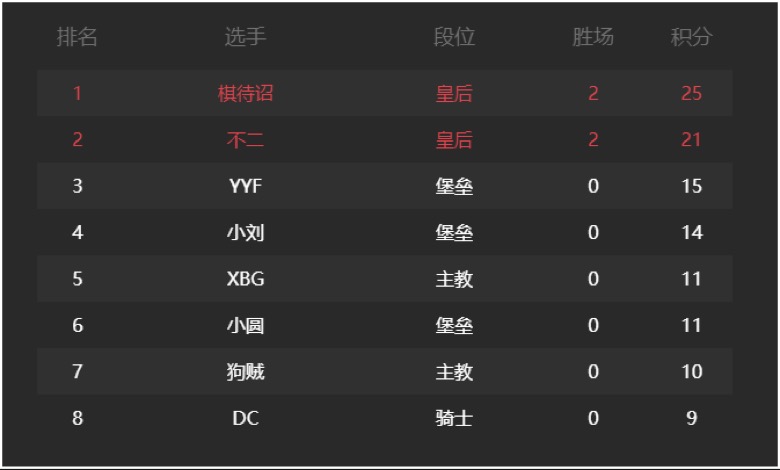 排名 选手 段位 胜场 积分
1 棋待诏 皇后 2 25
2 不二 皇后 2 21
3 YYF 堡垒 0 15
4 小刘 堡垒 0 14
5 XBG 主教 0 11
6 小圆 堡垒 0 11
7 狗贼 主教 0 10
8 DC 骑士 0 9